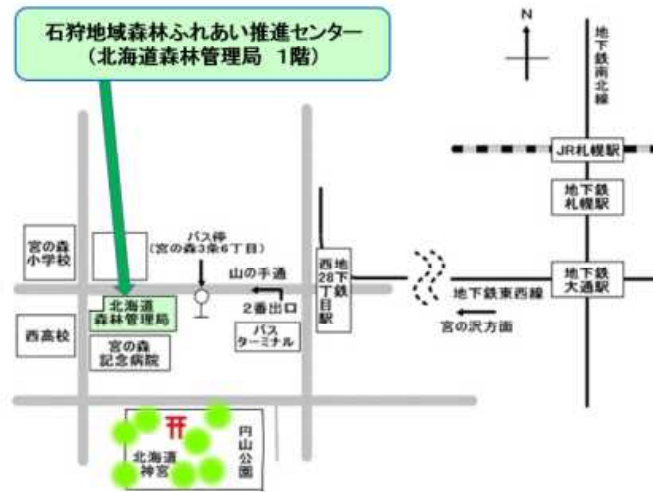 石狩地域森林ふれあい推進センター
(北海道森林管理局 1階)
N
地下鉄南北線
JR札幌駅
地下鉄
札幌駅
宮の森
小学校
バス停
(宮の森3条6丁目)
山の手通
地下鉄
西28丁目駅
地下鉄
大通駅
地下鉄東西線
北海道
森林管理局
2番出口
宮の沢方面
西高校
宮の森
記念病院
バス
ターミナル
北海道
神宮
円山公園